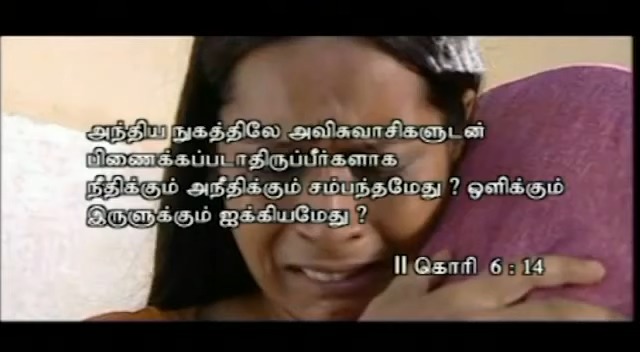 அந்திய நுகத்திலே அவிசுவாசிகளுடன்
பிணைக்கப்படாதிருப்பீர்களாக
நீதிக்கும் அநீதிக்கும் சம்பந்தமேது ? ஒளிக்கும்
இருளுக்கும் ஐக்கியமேது ?
II கொரி 6 : 14